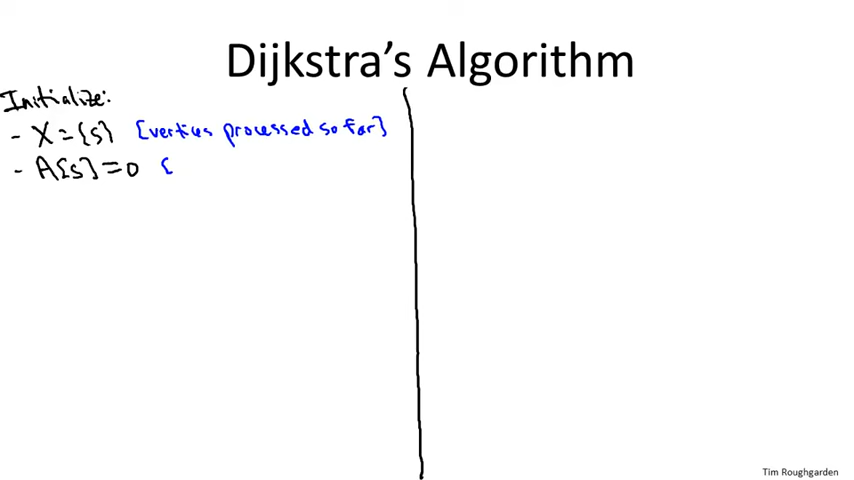 Dijkstra's Algorithm
Initialize:
- X = {s} [vertices processed so far]
- A[s] = 0 [
Tim Roughgarden